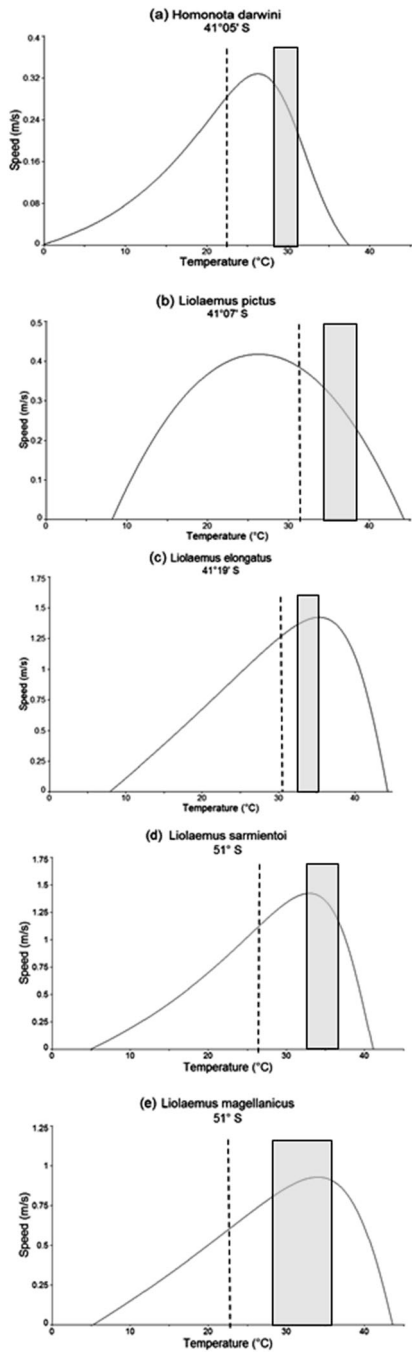 (a) Homonota darwini
41°05' S
0.4
0.32
0.24
0.16
0.08
0
Speed (m/s)
0 10 20 30 40
Temperature (°C)
(b) Liolaemus pictus
41°07' S
0.5
0.4
0.3
0.2
0.1
0
Speed (m/s)
0 10 20 30 40
Temperature (°C)
(c) Liolaemus elongatus
41°19' S
1.75
1.5
1.25
1
0.75
0.5
0.25
0
Speed (m/s)
0 10 20 30 40
Temperature (°C)
(d) Liolaemus sarmientoi
51° S
1.75
1.5
1.25
1
0.75
0.5
0.25
0
Speed (m/s)
0 10 20 30 40
Temperature (°C)
(e) Liolaemus magellanicus
51° S
1.25
1
0.75
0.5
0.25
0
Speed (m/s)
0 10 20 30 40
Temperature (°C)